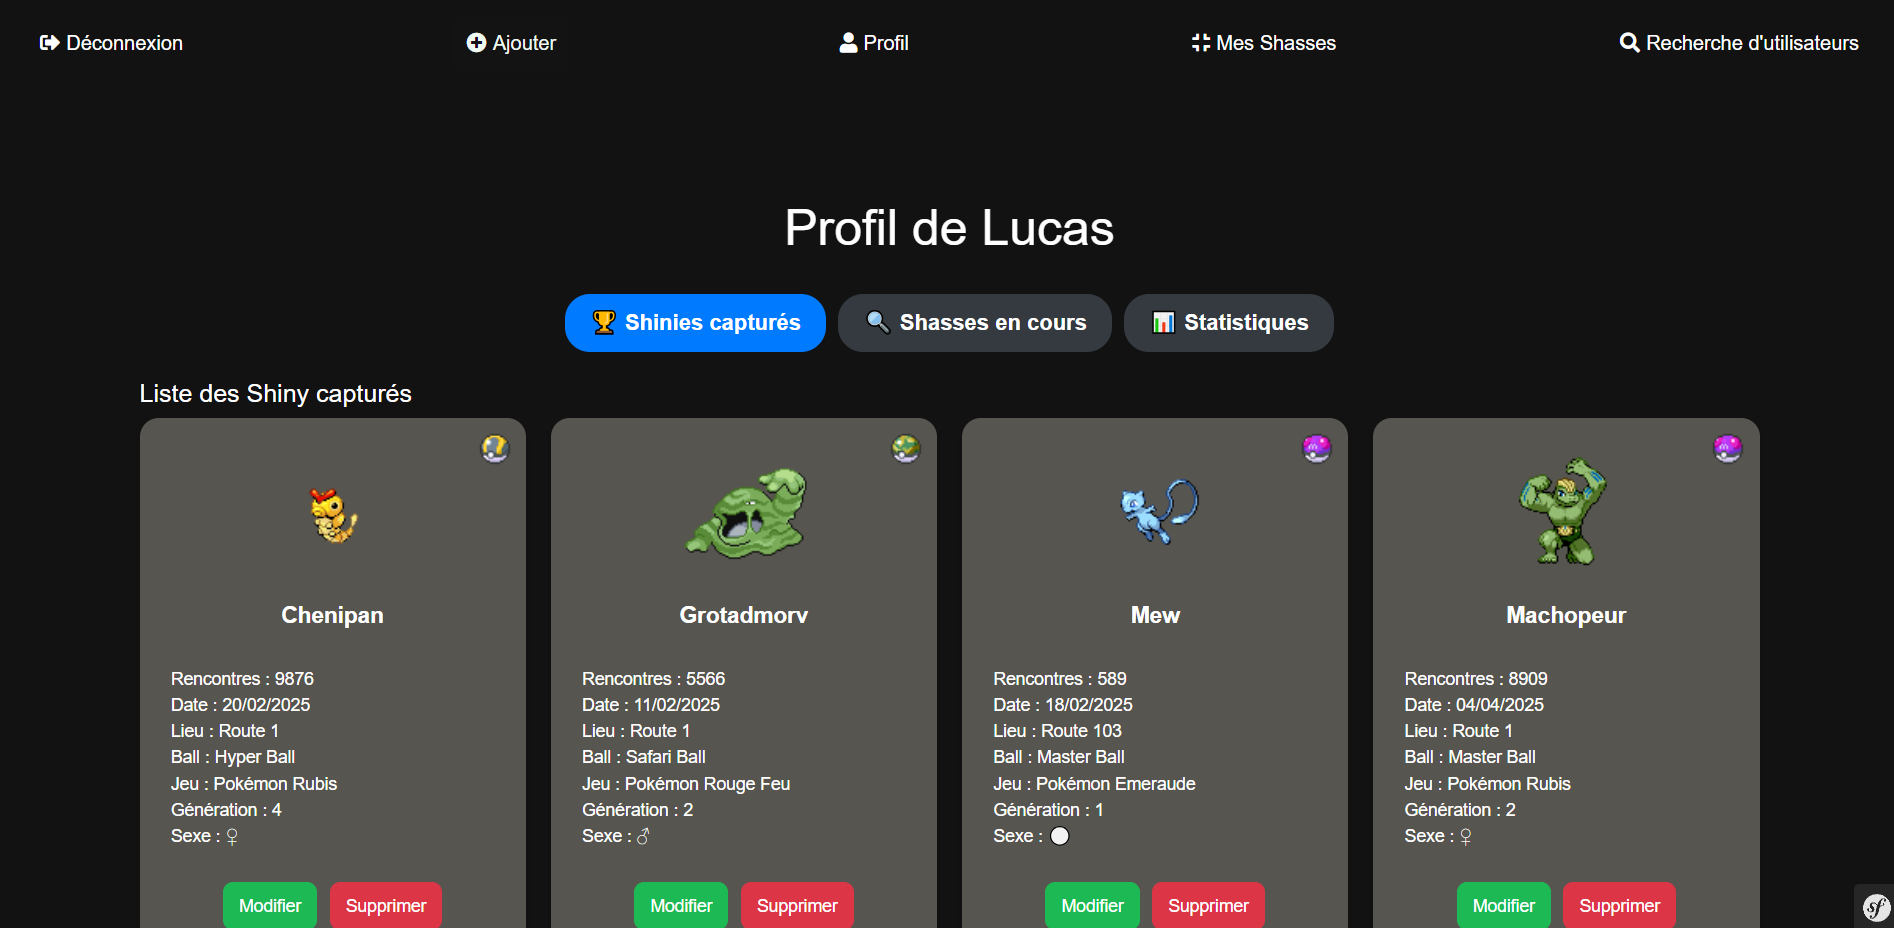 Déconnexion
Ajouter
Profil
Mes Shasses
Recherche d'utilisateurs
Profil de Lucas
Shinies capturés
Shasses en cours
Statistiques
Liste des Shiny capturés
Chenipan
Rencontres : 9876
Date : 20/02/2025
Lieu : Route 1
Ball : Hyper Ball
Jeu : Pokémon Rubis
Génération : 4
Sexe : ♀
Modifier
Supprimer
Grotadmorv
Rencontres : 5566
Date : 11/02/2025
Lieu : Route 1
Ball : Safari Ball
Jeu : Pokémon Rouge Feu
Génération : 2
Sexe : ♂
Modifier
Supprimer
Mew
Rencontres : 589
Date : 18/02/2025
Lieu : Route 103
Ball : Master Ball
Jeu : Pokémon Emeraude
Génération : 1
Sexe :
Modifier
Supprimer
Machopeur
Rencontres : 8909
Date : 04/04/2025
Lieu : Route 1
Ball : Master Ball
Jeu : Pokémon Rubis
Génération : 2
Sexe : ♀
Modifier
Supprimer
sf